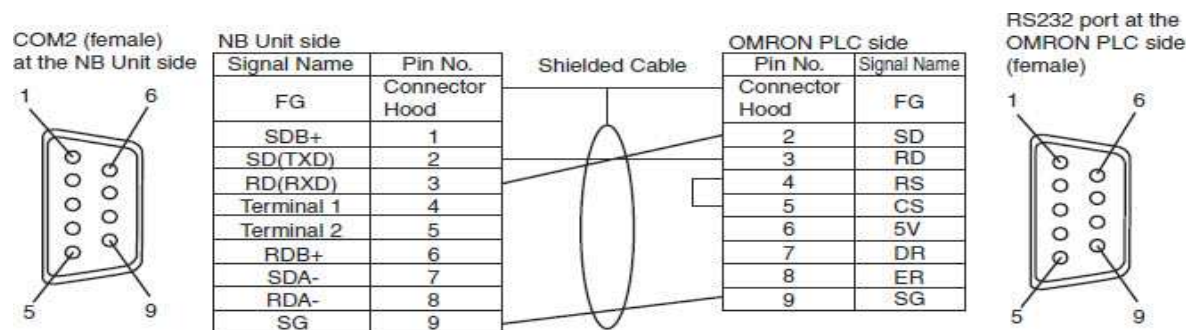 COM2 (female)
at the NB Unit side
1 6
5 9
NB Unit side
Signal Name Pin No.
FG Connector
Hood
SDB+ 1
SD(TXD) 2
RD(RXD) 3
Terminal 1 4
Terminal 2 5
RDB+ 6
SDA- 7
RDA- 8
SG 9
Shielded Cable
OMRON PLC side
Pin No. Signal Name
Connector
Hood FG
2 SD
3 RD
4 RS
5 CS
6 5V
7 DR
8 ER
9 SG
RS232 port at the
OMRON PLC side
(female)
1 6
5 9